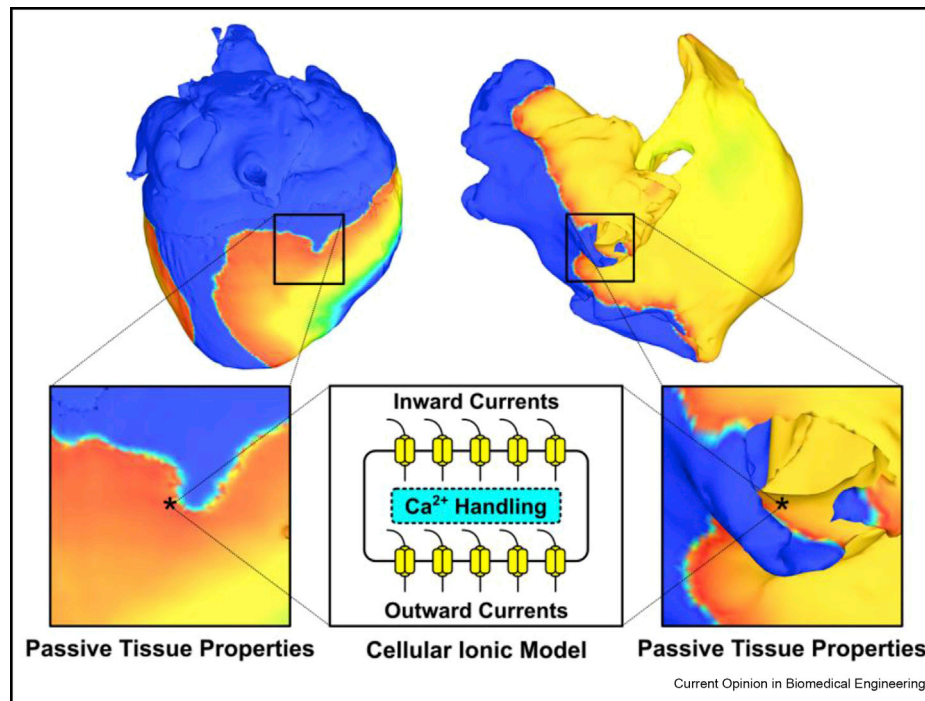 Inward Currents
Ca²⁺ Handling
Outward Currents
*
*
Passive Tissue Properties
Cellular Ionic Model
Passive Tissue Properties
Current Opinion in Biomedical Engineering